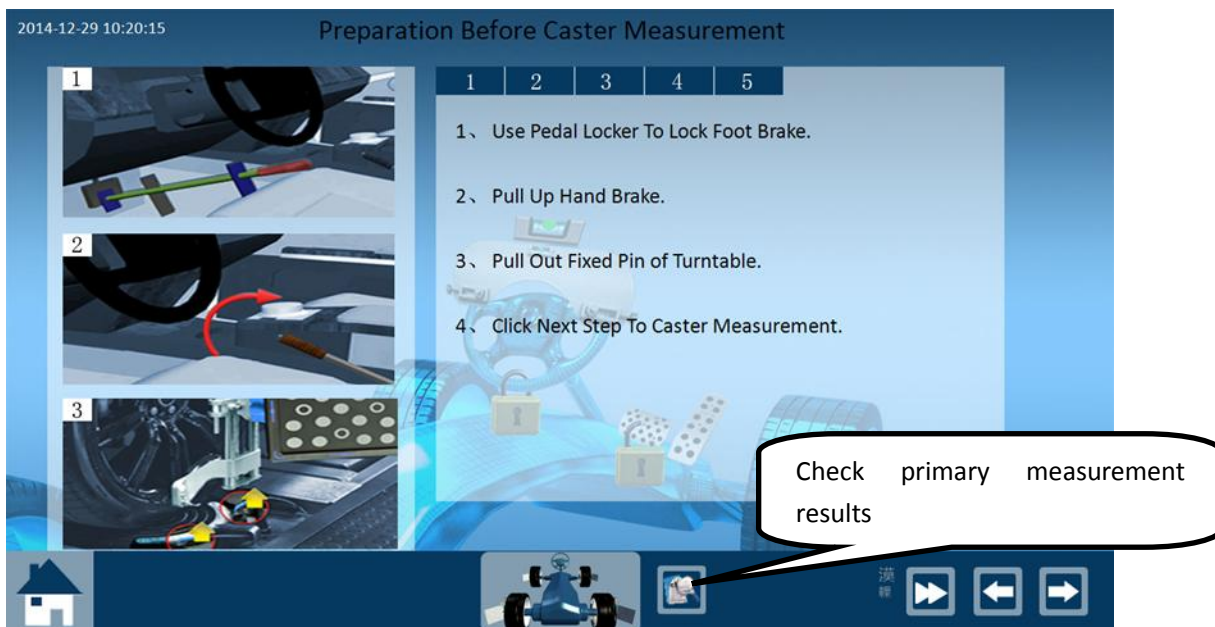 2014-12-29 10:20:15
Preparation Before Caster Measurement
1
2
3
1 2 3 4 5
1、 Use Pedal Locker To Lock Foot Brake.
2、 Pull Up Hand Brake.
3、 Pull Out Fixed Pin of Turntable.
4、 Click Next Step To Caster Measurement.
Check primary measurement
results